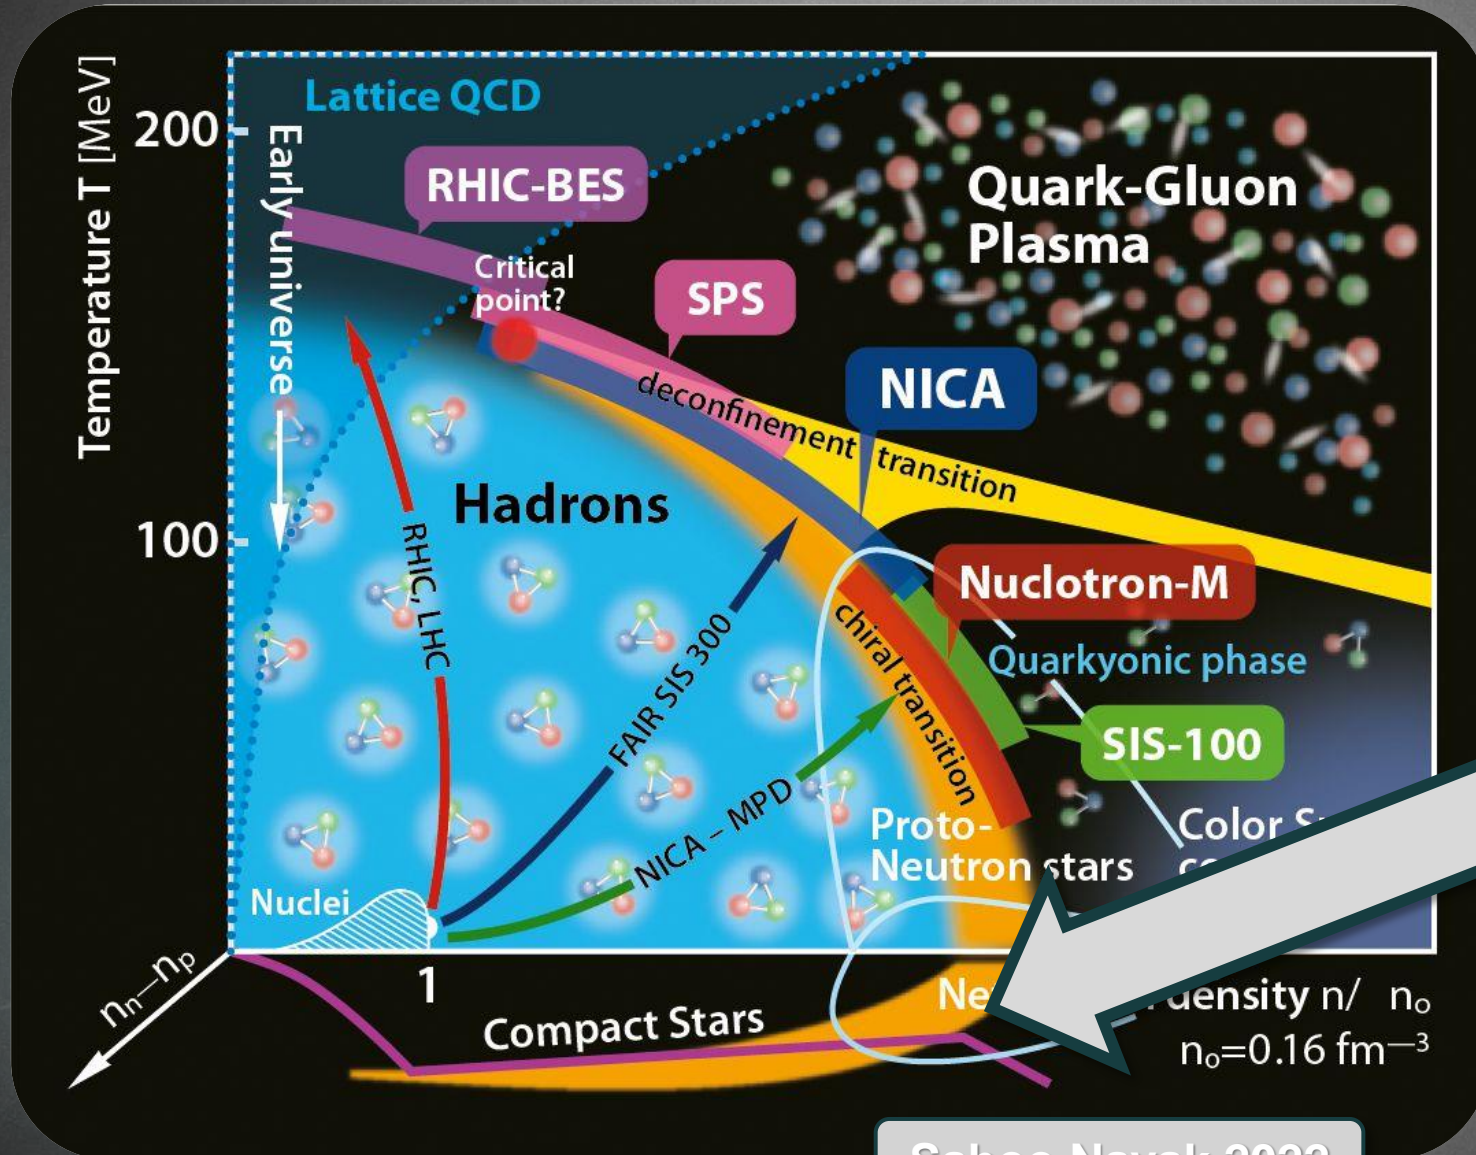 Temperature T [MeV]
200
100
Lattice QCD
Early universe
RHIC-BES
Critical
point?
SPS
Quark-Gluon
Plasma
NICA
deconfinement transition
Hadrons
RHIC, LHC
FAIR SIS 300
NICA – MPD
chiral transition
Nuclotron-M
Quarkyonic phase
SIS-100
Proto-
Neutron stars
Color
Nuclei
nn—np
1
Compact Stars
density n/ no
no=0.16 fm—3
2022